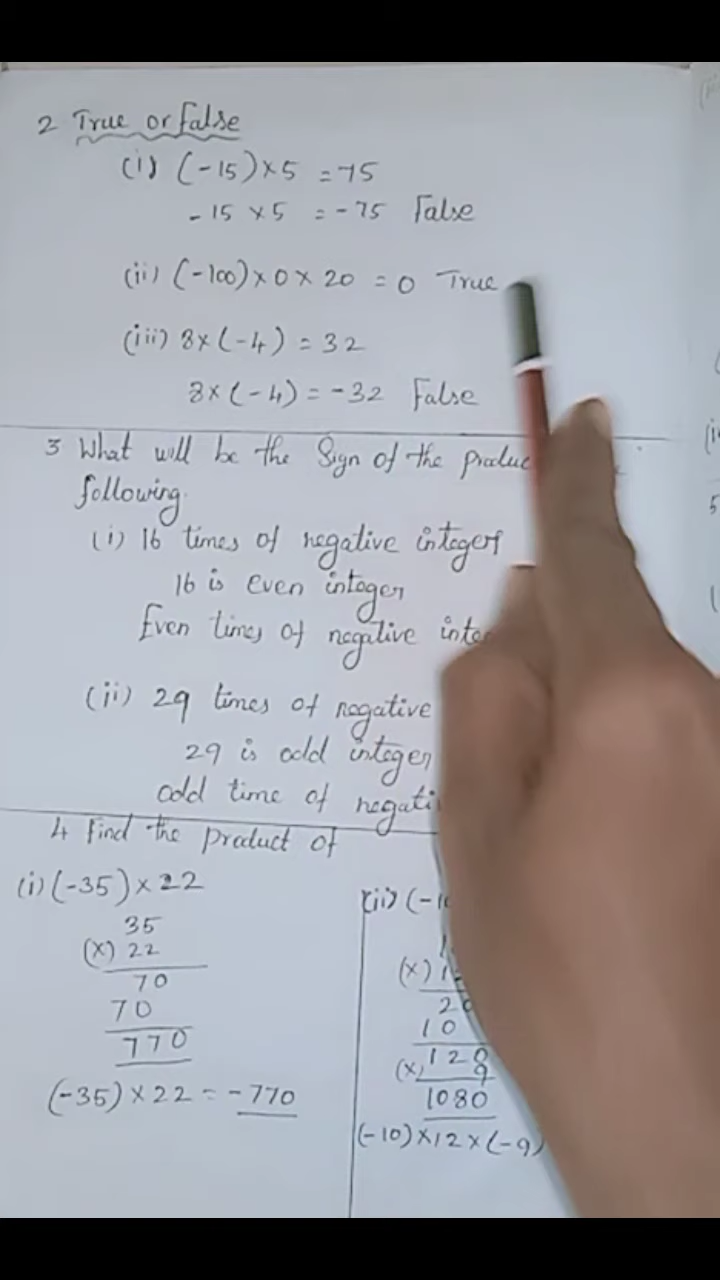 2 True or false
(i) (-15)×5 = 75
-15 ×5 = -75 False
(ii) (-100)×0×20 = 0 True
(iii) 8×(-4) = 32
8×(-4) = -32 False
3 What will be the Sign of the
following
(i) 16 times of negative integers
16 is even integer
Even times of negative
(ii) 29 times of negative
29 is odd integer
odd time of
4 Find the product of
(i) (-35)×22
35
(×) 22
70
70
770
(-35)×22 = -770
(ii) (-
(×) 1
2
10
120
(×) 9
1080
(-10)×12×(-9)